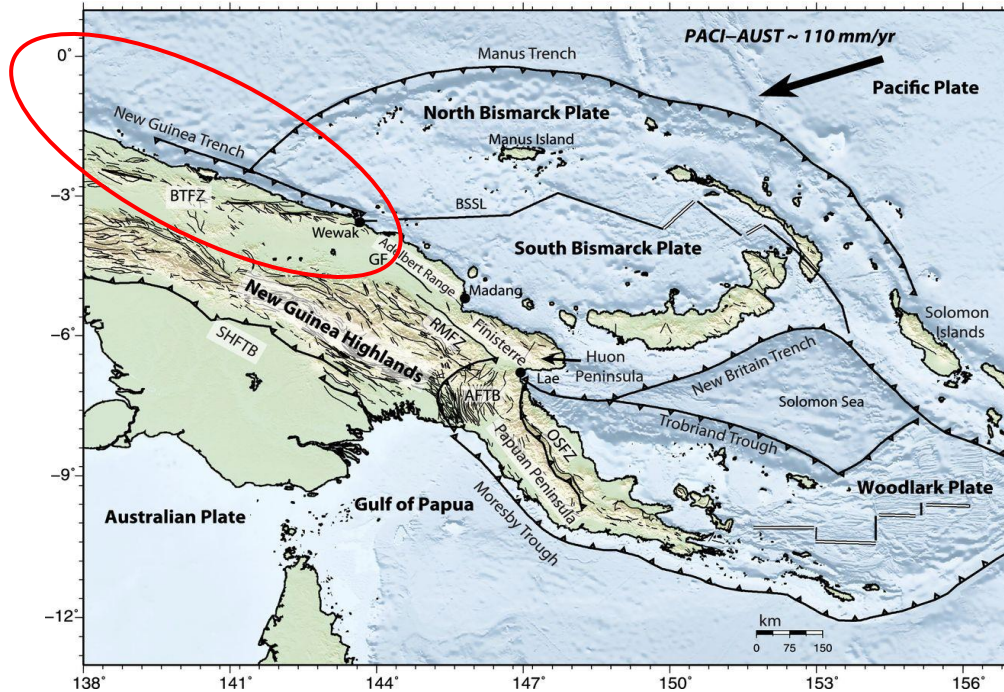 0°
−3°
−6°
−9°
−12°
PACI−AUST ~ 110 mm/yr
Manus Trench
Pacific Plate
North Bismarck Plate
New Guinea Trench
Manus Island
BTFZ
BSSL
Wewak
South Bismarck Plate
GF
Adelbert Range
Madang
New Guinea Highlands
RMFZ
Finisterre
Solomon
Islands
SHFTB
Huon
Peninsula
New Britain Trench
Lae
AFTB
Solomon Sea
Trobriand Trough
OSFZ
Papuan Peninsula
Woodlark Plate
Australian Plate
Gulf of Papua
Moresby Trough
km
0 75 150
138° 141° 144° 147° 150° 153° 156°